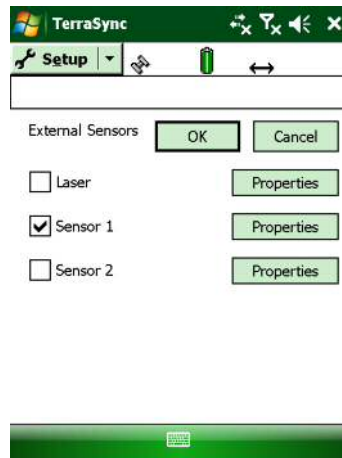 TerraSync
Setup
External Sensors OK Cancel
Laser Properties
Sensor 1 Properties
Sensor 2 Properties